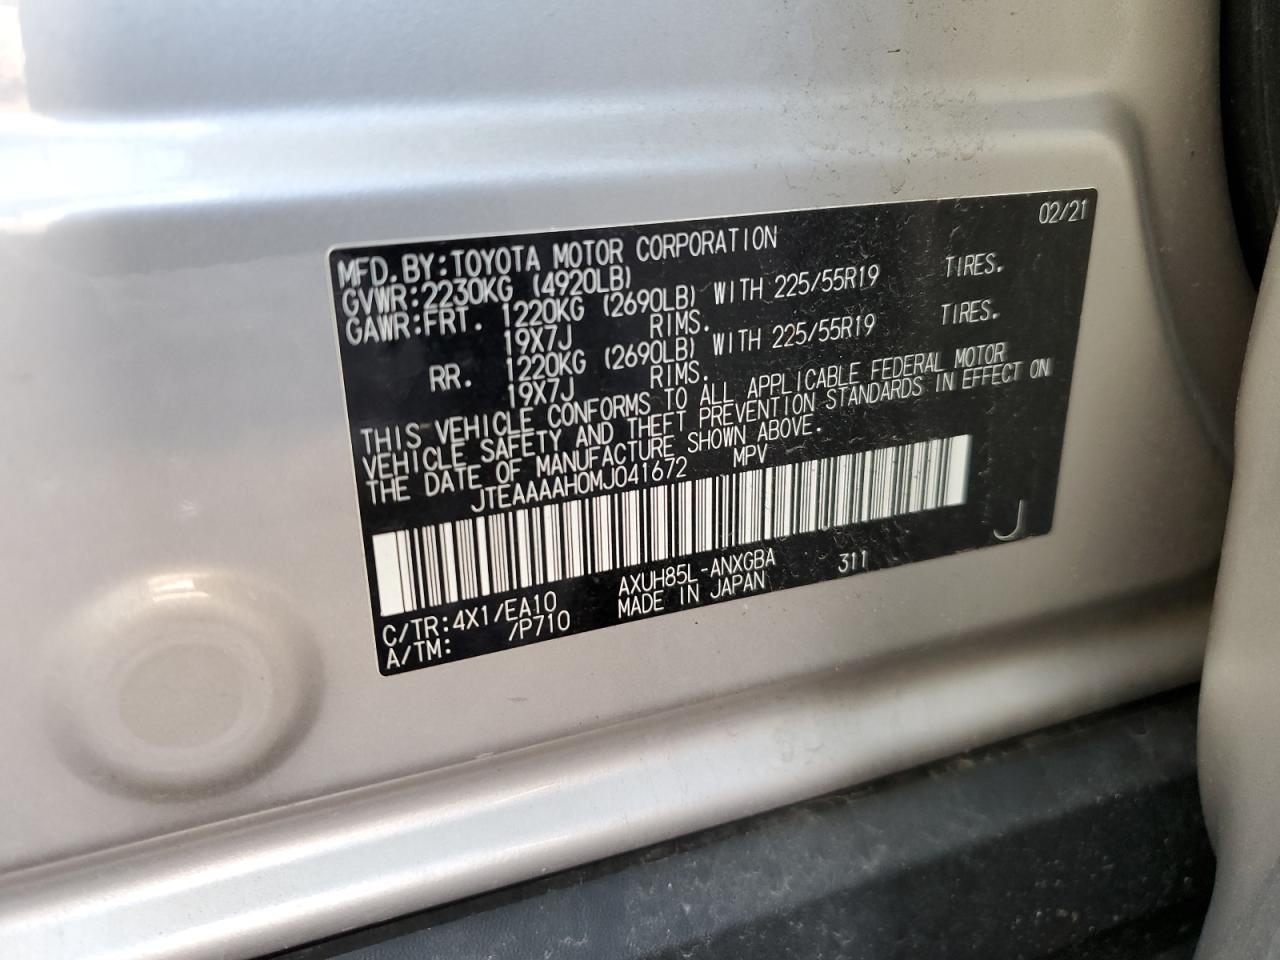 02/21
MFD.BY:TOYOTA MOTOR CORPORATION
GVWR:2230KG (4920LB)
GAWR:FRT. 1220KG (2690LB) WITH 225/55R19 TIRES.
19X7J RIMS.
RR. 1220KG (2690LB) WITH 225/55R19 TIRES.
19X7J RIMS.
THIS VEHICLE CONFORMS TO ALL APPLICABLE FEDERAL MOTOR
VEHICLE SAFETY AND THEFT PREVENTION STANDARDS IN EFFECT ON
THE DATE OF MANUFACTURE SHOWN ABOVE.
JTEAAAAH0MJ041672 MPV
J
C/TR:4X1/EA10 AXUH85L-ANXGBA 311
A/TM: /P710 MADE IN JAPAN